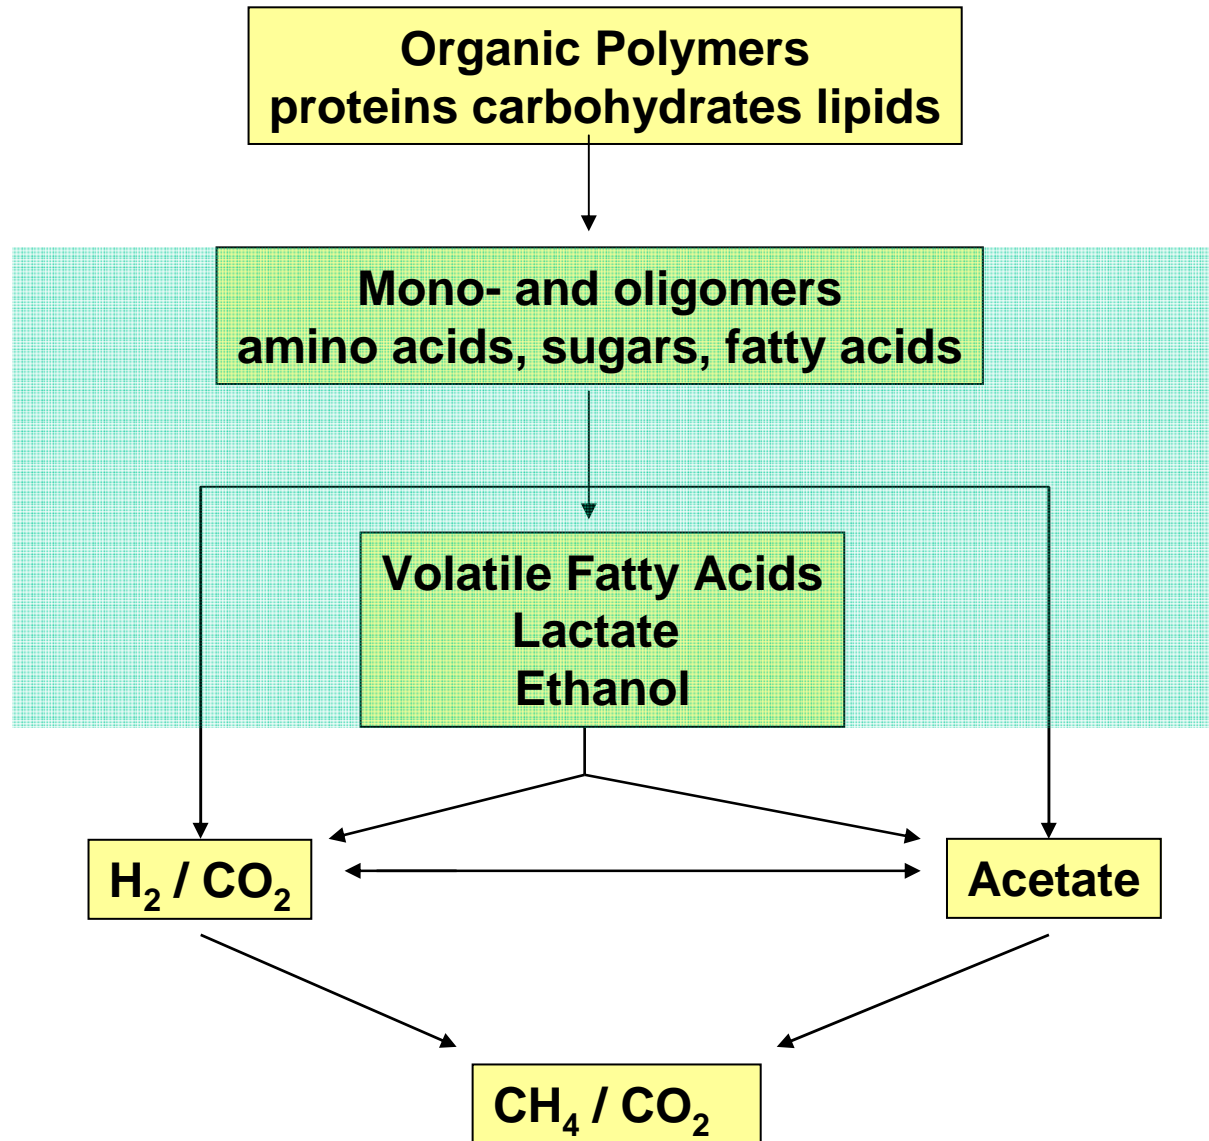 Organic Polymers
proteins carbohydrates lipids
Mono- and oligomers
amino acids, sugars, fatty acids
Volatile Fatty Acids
Lactate
Ethanol
H₂ / CO₂
Acetate
CH₄ / CO₂